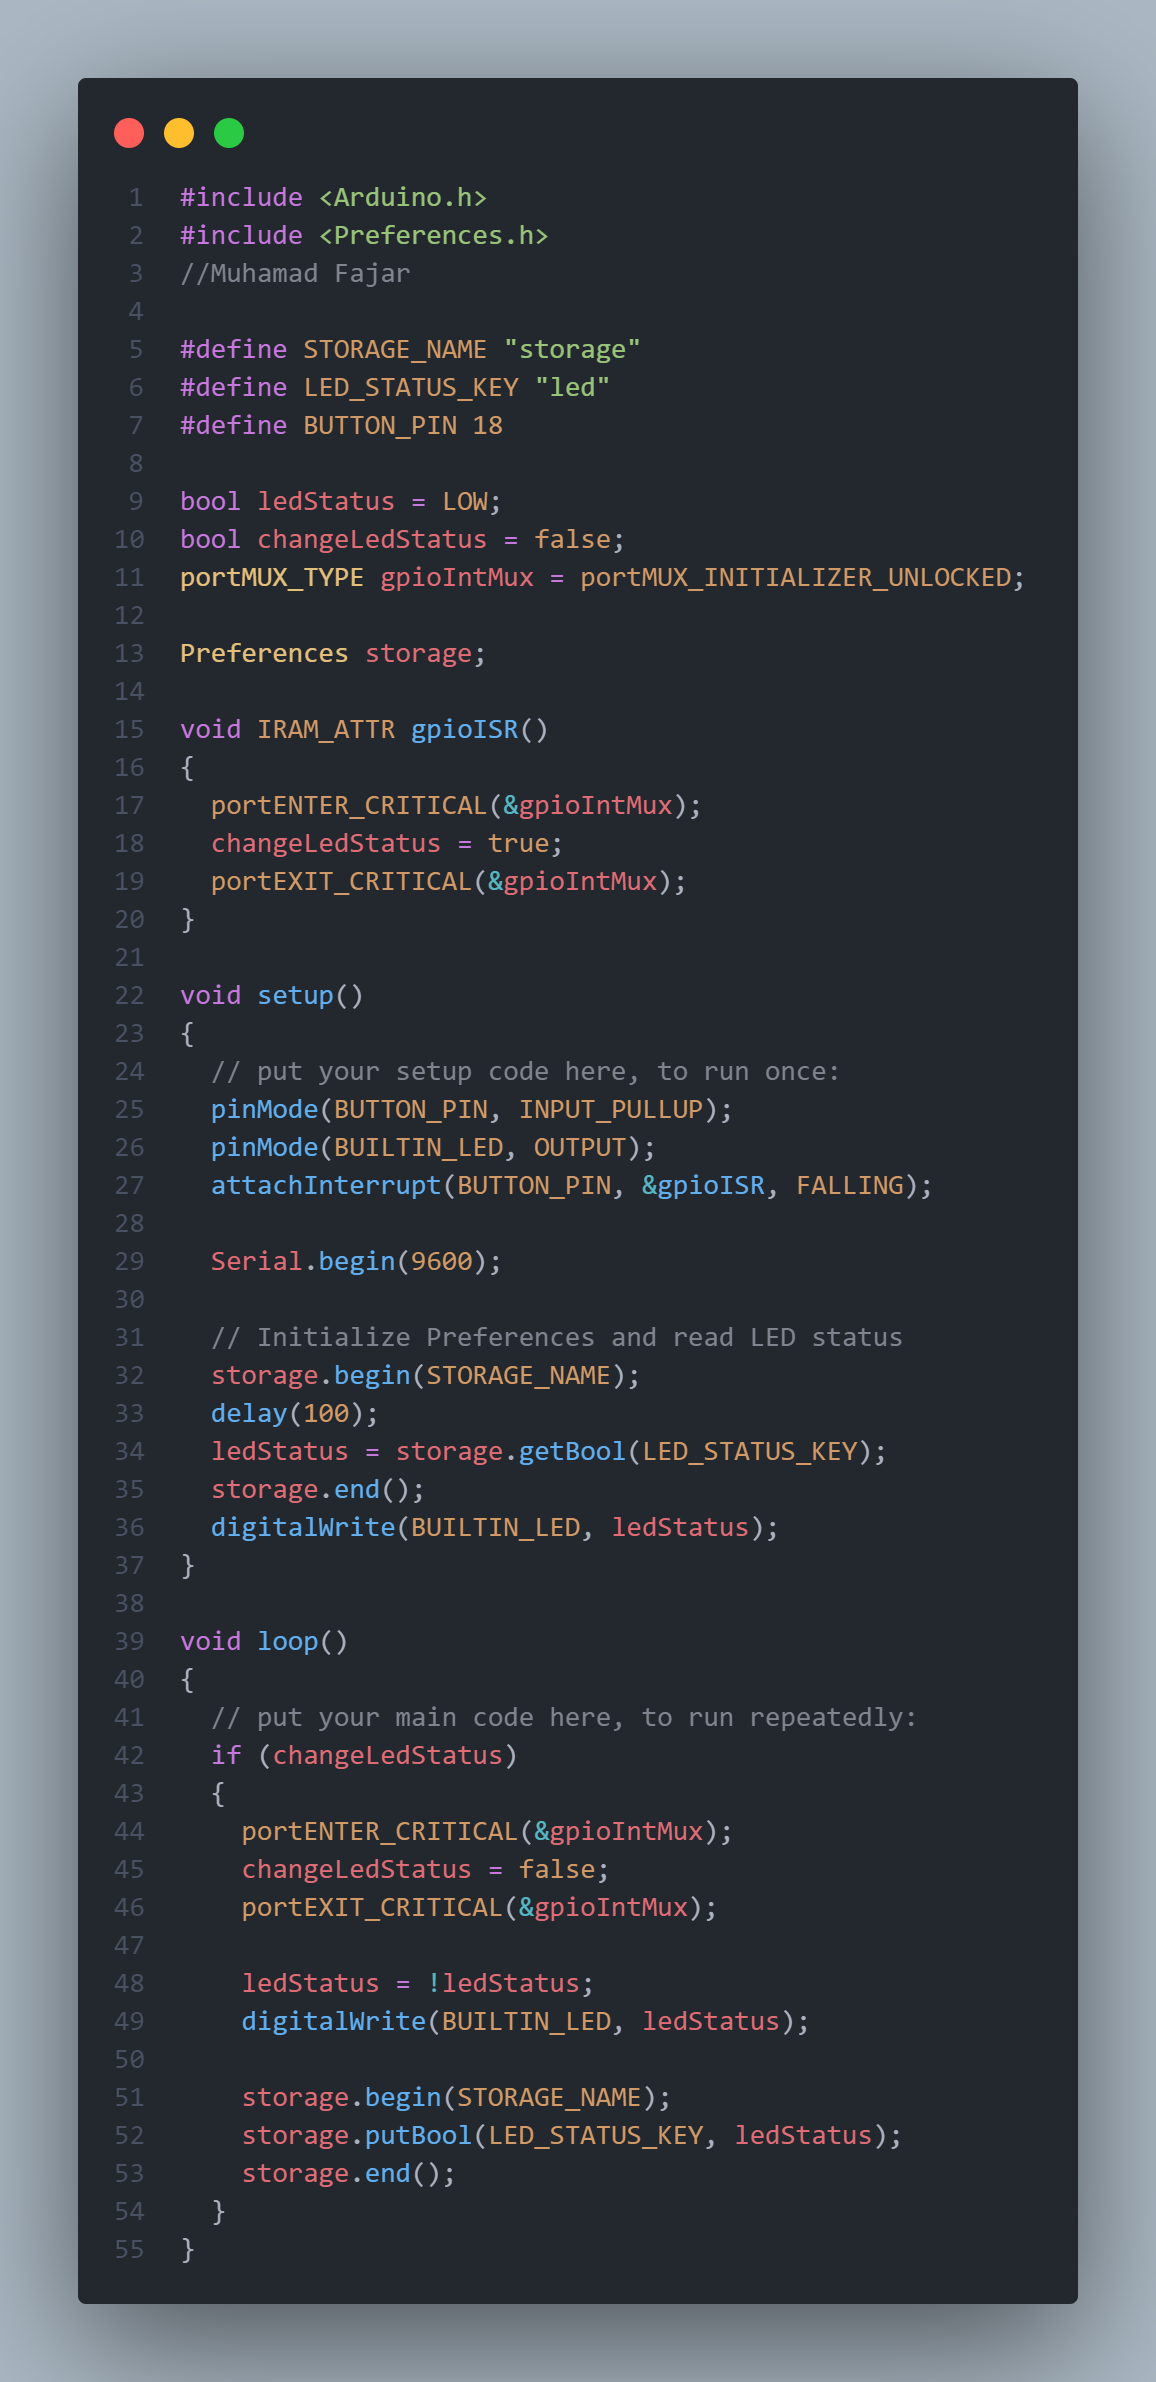 1 #include <Arduino.h>
2 #include <Preferences.h>
3 //Muhamad Fajar
4
5 #define STORAGE_NAME "storage"
6 #define LED_STATUS_KEY "led"
7 #define BUTTON_PIN 18
8
9 bool ledStatus = LOW;
10 bool changeLedStatus = false;
11 portMUX_TYPE gpioIntMux = portMUX_INITIALIZER_UNLOCKED;
12
13 Preferences storage;
14
15 void IRAM_ATTR gpioISR()
16 {
17   portENTER_CRITICAL(&gpioIntMux);
18   changeLedStatus = true;
19   portEXIT_CRITICAL(&gpioIntMux);
20 }
21
22 void setup()
23 {
24   // put your setup code here, to run once:
25   pinMode(BUTTON_PIN, INPUT_PULLUP);
26   pinMode(BUILTIN_LED, OUTPUT);
27   attachInterrupt(BUTTON_PIN, &gpioISR, FALLING);
28
29   Serial.begin(9600);
30
31   // Initialize Preferences and read LED status
32   storage.begin(STORAGE_NAME);
33   delay(100);
34   ledStatus = storage.getBool(LED_STATUS_KEY);
35   storage.end();
36   digitalWrite(BUILTIN_LED, ledStatus);
37 }
38
39 void loop()
40 {
41   // put your main code here, to run repeatedly:
42   if (changeLedStatus)
43   {
44     portENTER_CRITICAL(&gpioIntMux);
45     changeLedStatus = false;
46     portEXIT_CRITICAL(&gpioIntMux);
47
48     ledStatus = !ledStatus;
49     digitalWrite(BUILTIN_LED, ledStatus);
50
51     storage.begin(STORAGE_NAME);
52     storage.putBool(LED_STATUS_KEY, ledStatus);
53     storage.end();
54   }
55 }